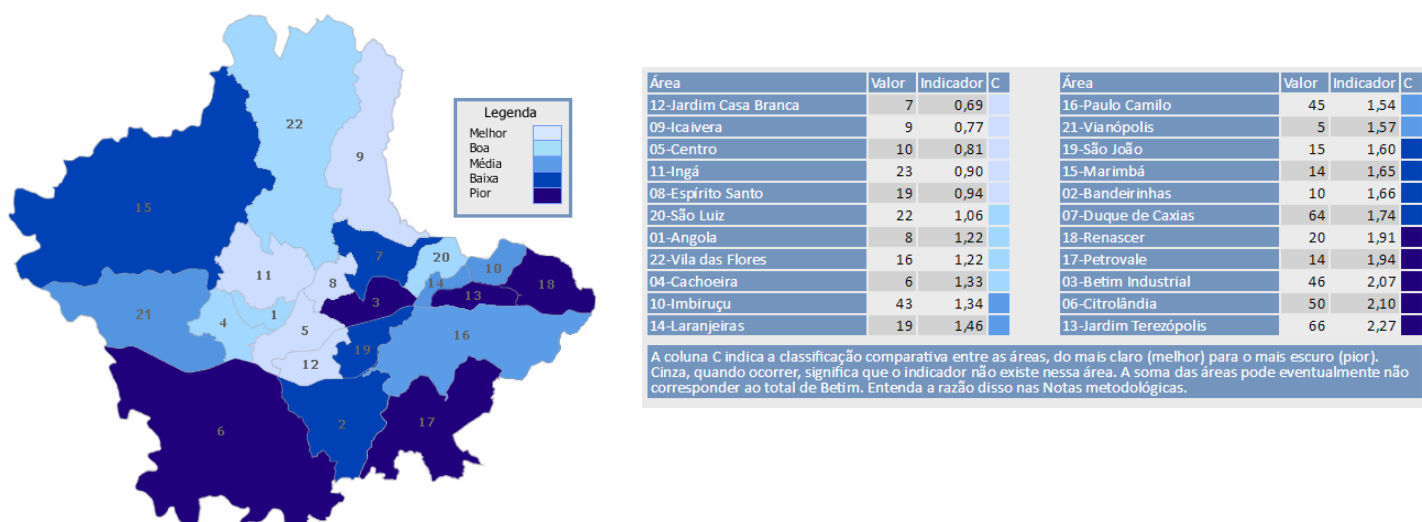 22
9
15
7
20
10
11
8
14
13
18
3
21
4
1
5
16
12
19
6
2
17
Legenda
Melhor
Boa
Média
Baixa
Pior
Área Valor Indicador C
12-Jardim Casa Branca 7 0,69
09-Icaivera 9 0,77
05-Centro 10 0,81
11-Ingá 23 0,90
08-Espírito Santo 19 0,94
20-São Luiz 22 1,06
01-Angola 8 1,22
22-Vila das Flores 16 1,22
04-Cachoeira 6 1,33
10-Imbiruçu 43 1,34
14-Laranjeiras 19 1,46
Área Valor Indicador C
16-Paulo Camilo 45 1,54
21-Vianópolis 5 1,57
19-São João 15 1,60
15-Marimbá 14 1,65
02-Bandeirinhas 10 1,66
07-Duque de Caxias 64 1,74
18-Renascer 20 1,91
17-Petrovale 14 1,94
03-Betim Industrial 46 2,07
06-Citrolândia 50 2,10
13-Jardim Terezópolis 66 2,27
A coluna C indica a classificação comparativa entre as áreas, do mais claro (melhor) para o mais escuro (pior).
Cinza, quando ocorrer, significa que o indicador não existe nessa área. A soma das áreas pode eventualmente não
corresponder ao total de Betim. Entenda a razão disso nas Notas metodológicas.